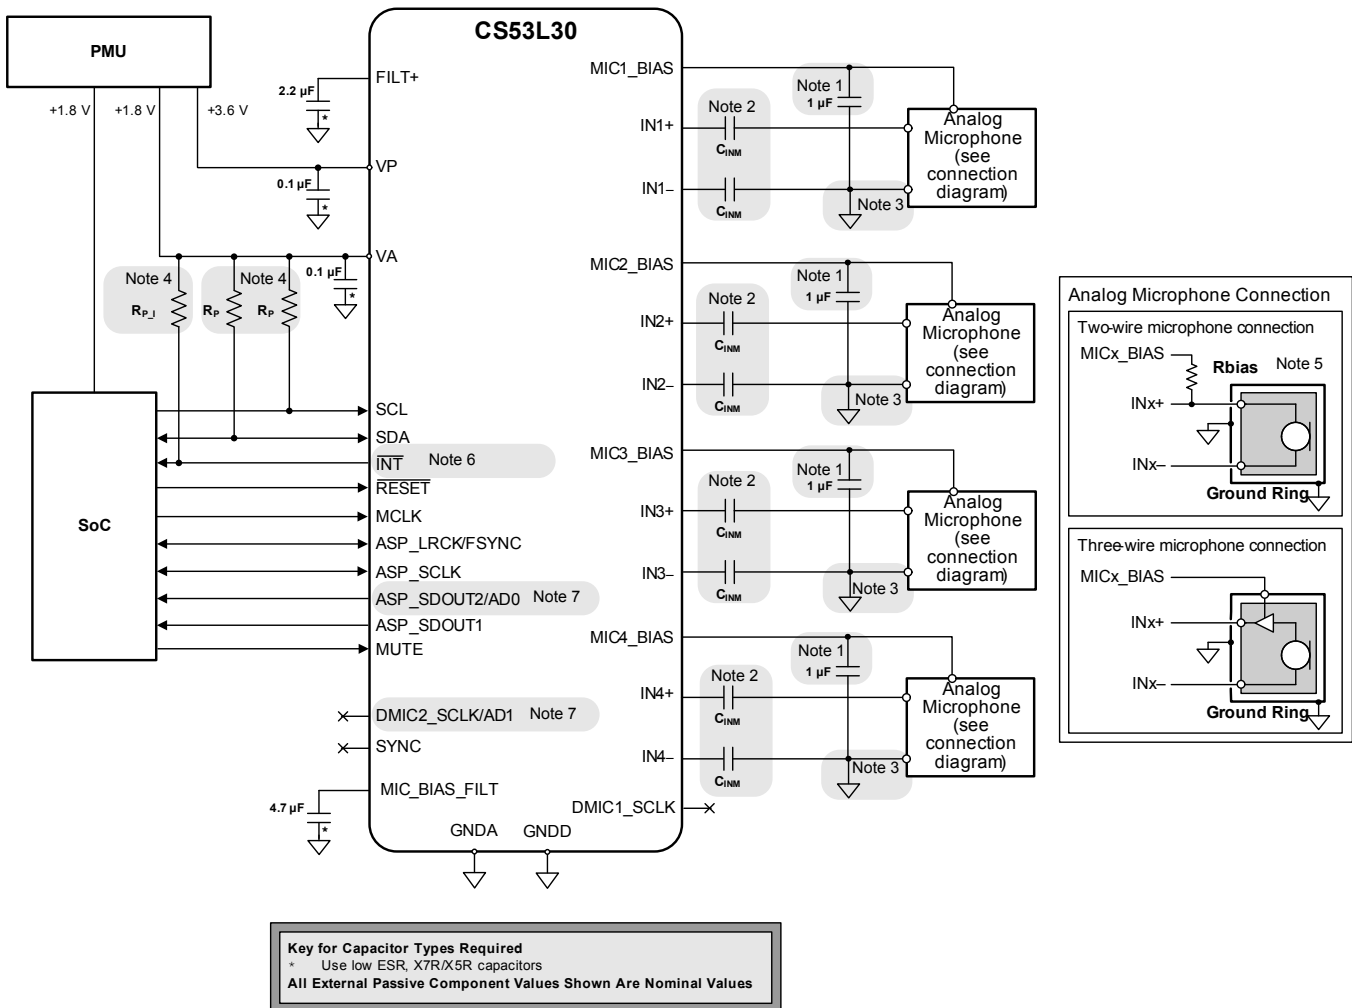 CS53L30
PMU
+1.8 V
+1.8 V
+3.6 V
2.2 µF
*
FILT+
0.1 µF
*
VP
0.1 µF
*
VA
Note 4
R_P_I
Note 4
R_P
R_P
SoC
SCL
SDA
INT
Note 6
RESET
MCLK
ASP_LRCK/FSYNC
ASP_SCLK
ASP_SDOUT2/AD0
Note 7
ASP_SDOUT1
MUTE
DMIC2_SCLK/AD1
Note 7
SYNC
4.7 µF
*
MIC_BIAS_FILT
GNDA
GNDD
DMIC1_SCLK
MIC1_BIAS
Note 1
1 µF
Note 2
IN1+
C_INM
IN1–
C_INM
Note 3
Analog
Microphone
(see
connection
diagram)
MIC2_BIAS
Note 1
1 µF
Note 2
IN2+
C_INM
IN2–
C_INM
Note 3
Analog
Microphone
(see
connection
diagram)
MIC3_BIAS
Note 1
1 µF
Note 2
IN3+
C_INM
IN3–
C_INM
Note 3
Analog
Microphone
(see
connection
diagram)
MIC4_BIAS
Note 1
1 µF
Note 2
IN4+
C_INM
IN4–
C_INM
Note 3
Analog
Microphone
(see
connection
diagram)
Analog Microphone Connection
Two-wire microphone connection
MICx_BIAS
Rbias
Note 5
INx+
INx–
Ground Ring
Three-wire microphone connection
MICx_BIAS
INx+
INx–
Ground Ring
Key for Capacitor Types Required
* Use low ESR, X7R/X5R capacitors
All External Passive Component Values Shown Are Nominal Values